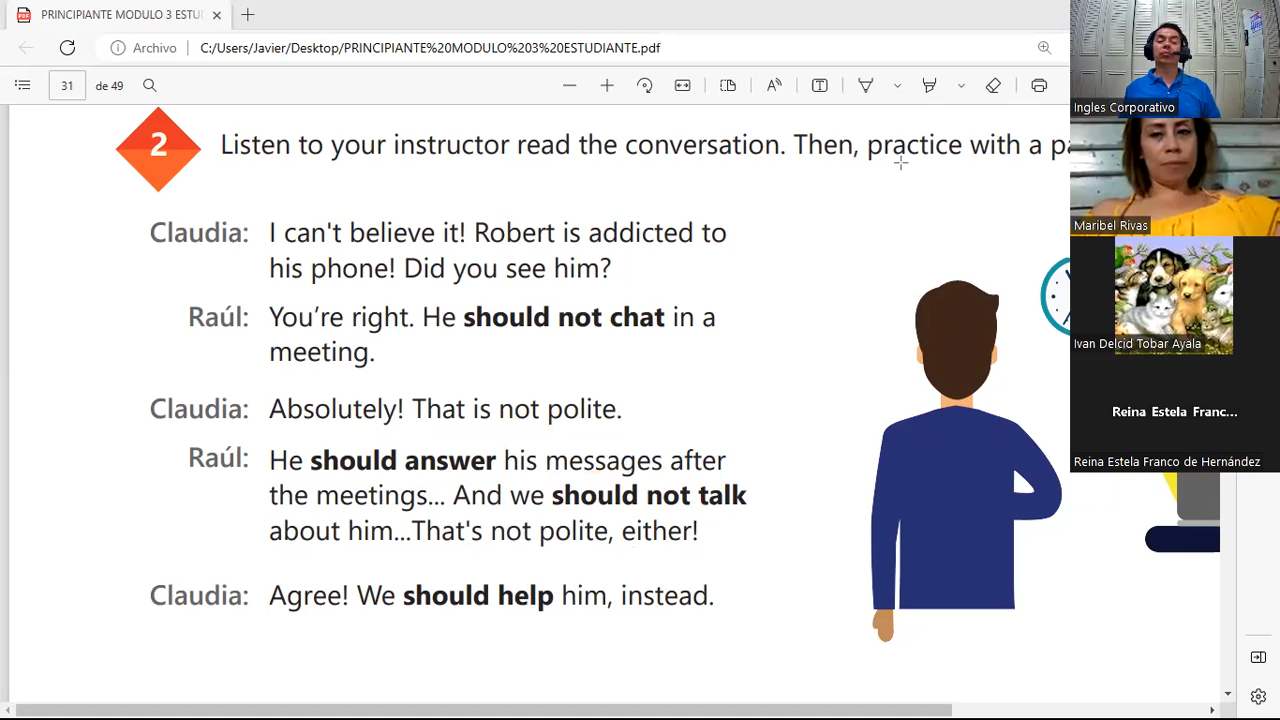 PRINCIPIANTE MODULO 3 ESTU
Archivo
C:/Users/Javier/Desktop/PRINCIPIANTE%20MODULO%203%20ESTUDIANTE.pdf
31
de 49
2
Listen to your instructor read the conversation. Then, practice with a pa
Claudia: I can't believe it! Robert is addicted to
his phone! Did you see him?
Raúl: You’re right. He should not chat in a
meeting.
Claudia: Absolutely! That is not polite.
Raúl: He should answer his messages after
the meetings... And we should not talk
about him...That's not polite, either!
Claudia: Agree! We should help him, instead.
Ingles Corporativo
Maribel Rivas
Ivan Delcid Tobar Ayala
Reina Estela Franc...
Reina Estela Franco de Hernández